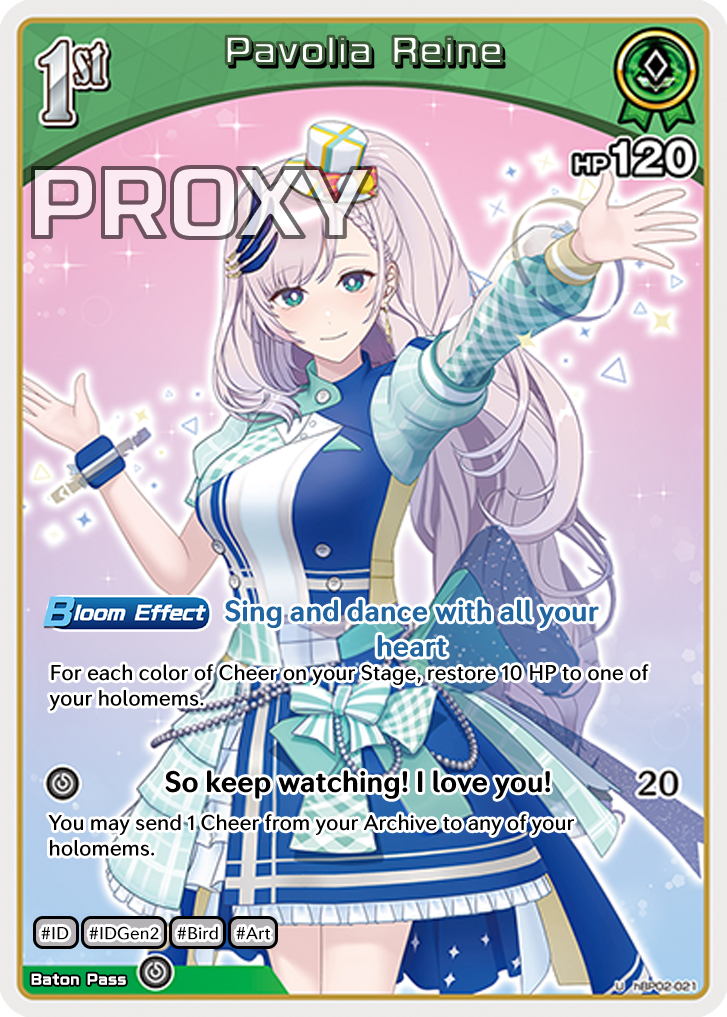 1st
Pavolia Reine
HP120
PROXY
Bloom Effect
Sing and dance with all your
heart
For each color of Cheer on your Stage, restore 10 HP to one of
your holomems.
So keep watching! I love you!
20
You may send 1 Cheer from your Archive to any of your
holomems.
#ID #IDGen2 #Bird #Art
Baton Pass
U hBP02-021